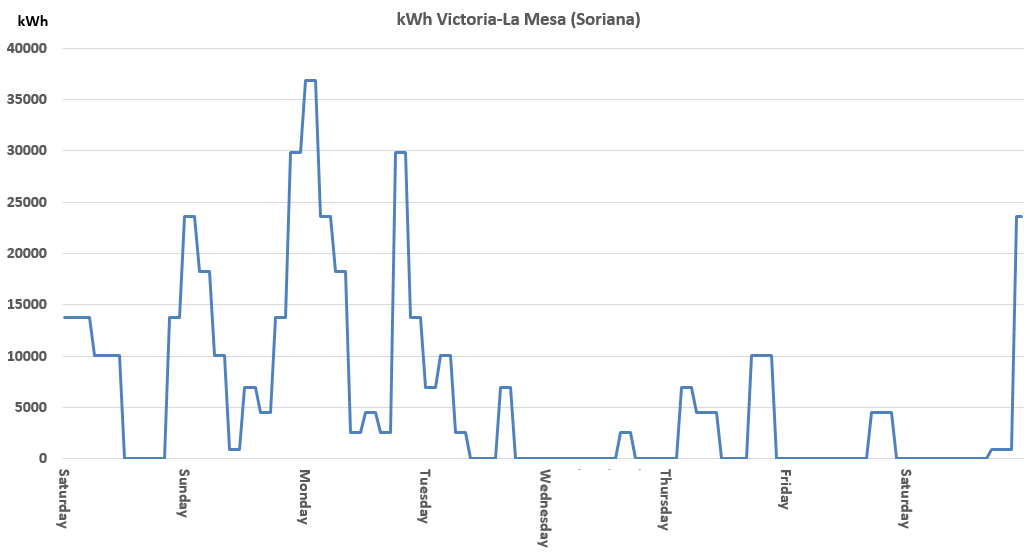 kWh Victoria-La Mesa (Soriana)
kWh
40000
35000
30000
25000
20000
15000
10000
5000
0
Saturday
Sunday
Monday
Tuesday
Wednesday
Thursday
Friday
Saturday